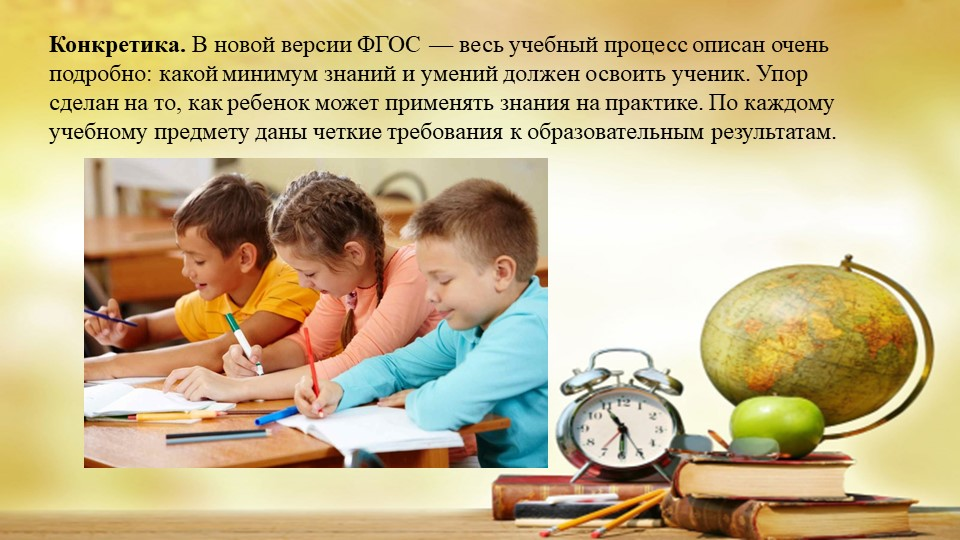 Конкретика. В новой версии ФГОС — весь учебный процесс описан очень
подробно: какой минимум знаний и умений должен освоить ученик. Упор
сделан на то, как ребенок может применять знания на практике. По каждому
учебному предмету даны четкие требования к образовательным результатам.